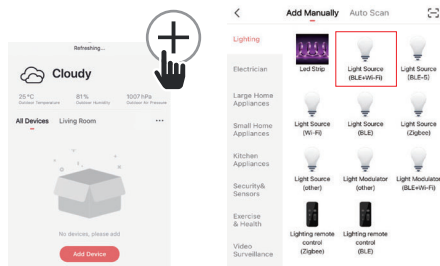 Refreshing...
Cloudy
25°C
81%
1007 hPa
Outdoor Temperature
Outdoor Humidity
Outdoor Air Pressure
All Devices
Living Room
...
No devices, please add
Add Device
Add Manually
Auto Scan
Lighting
Electrician
Large Home
Appliances
Small Home
Appliances
Kitchen
Appliances
Security&
Sensors
Exercise
& Health
Video
Surveillance
Led Strip
Light Source
(BLE+Wi-Fi)
Light Source
(BLE-5)
Light Source
(Wi-Fi)
Light Source
(BLE)
Light Source
(Zigbee)
Light Source
(other)
Light Modulator
(other)
Light Modulator
(BLE+Wi-Fi)
Lighting remote
control
(Zigbee)
Lighting remote
control
(BLE)